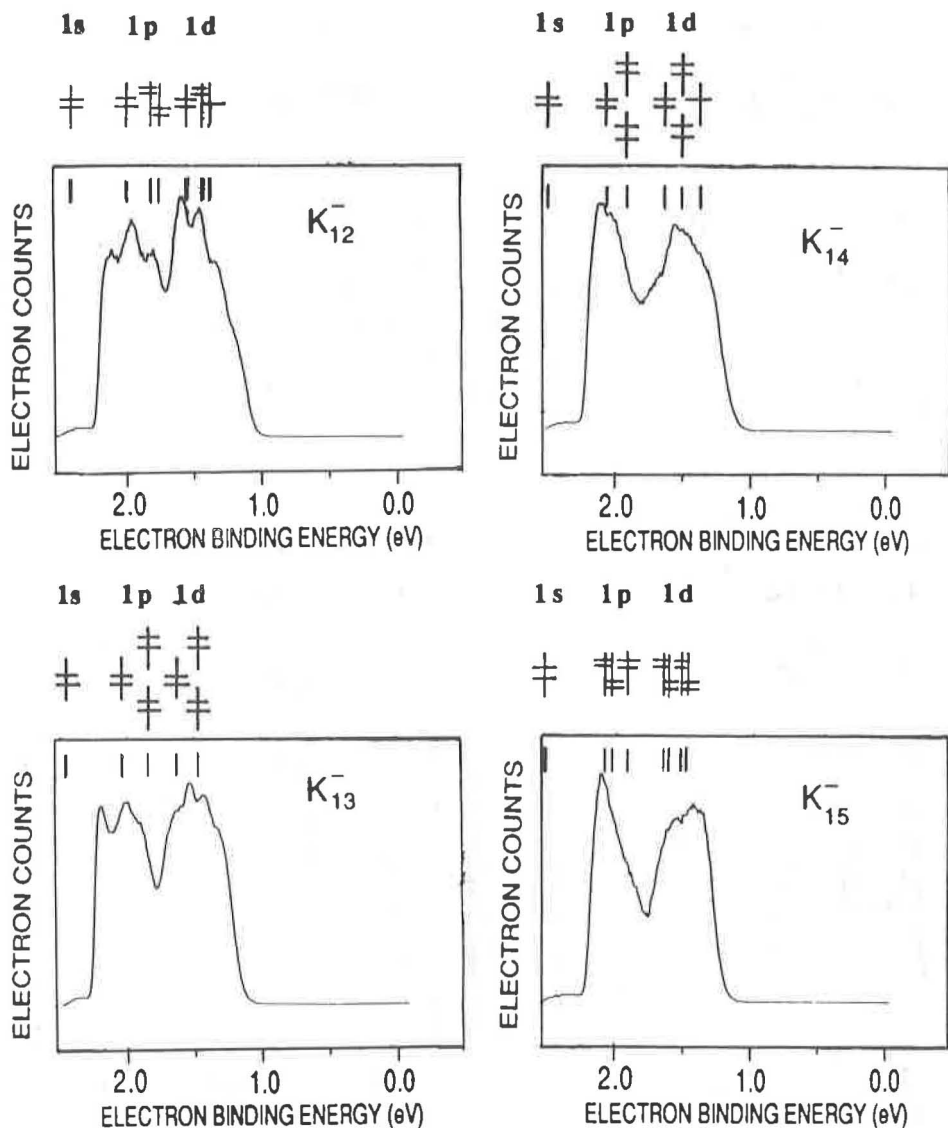 1s 1p 1d
K12−
ELECTRON COUNTS
2.0 1.0 0.0
ELECTRON BINDING ENERGY (eV)
1s 1p 1d
K14−
ELECTRON COUNTS
2.0 1.0 0.0
ELECTRON BINDING ENERGY (eV)
1s 1p 1d
K13−
ELECTRON COUNTS
2.0 1.0 0.0
ELECTRON BINDING ENERGY (eV)
1s 1p 1d
K15−
ELECTRON COUNTS
2.0 1.0 0.0
ELECTRON BINDING ENERGY (eV)